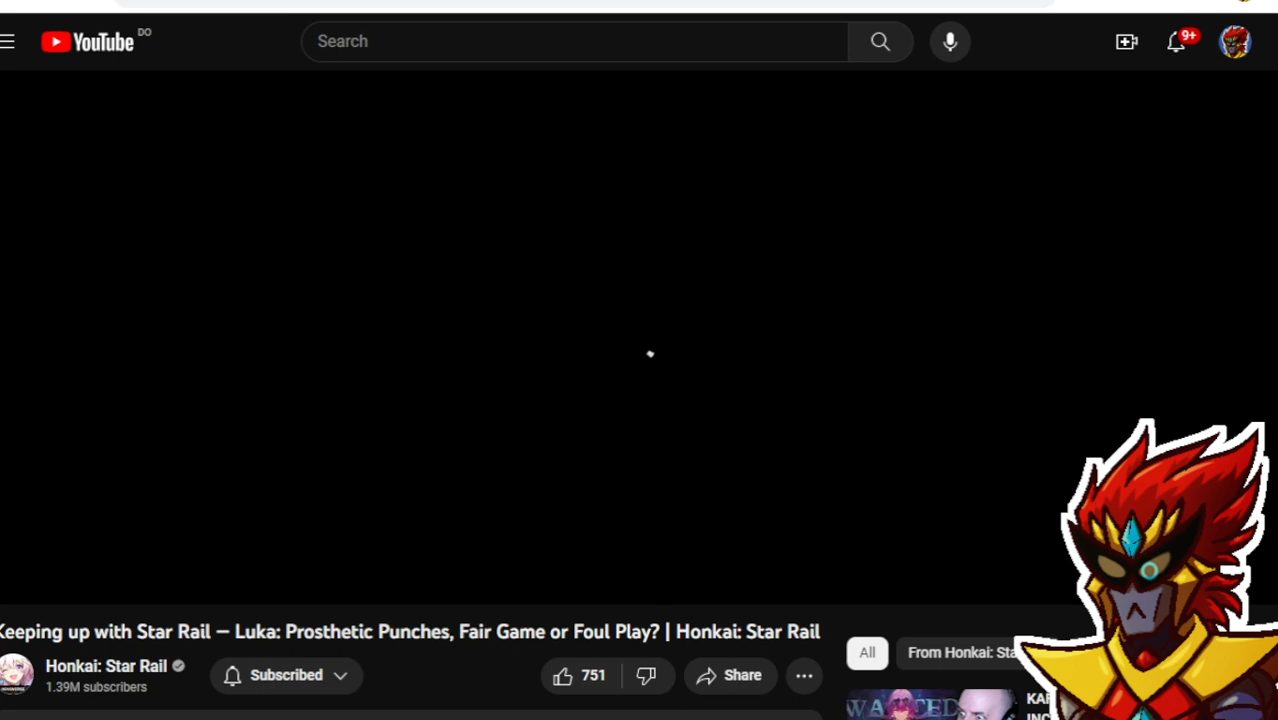 YouTube DO
Search
9+
Keeping up with Star Rail — Luka: Prosthetic Punches, Fair Game or Foul Play? | Honkai: Star Rail
Honkai: Star Rail
1.39M subscribers
Subscribed
751
Share
All
From Honkai:
WANTED